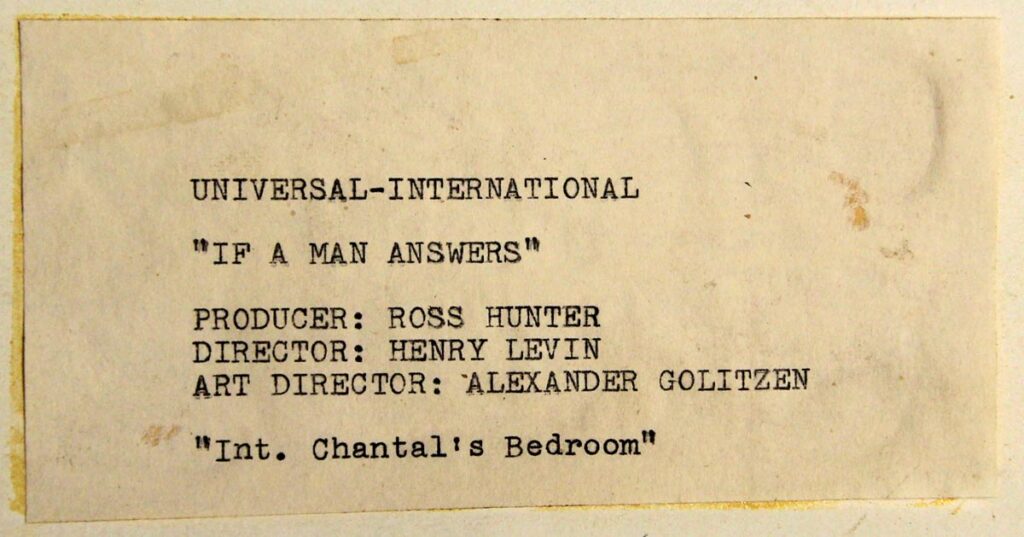 UNIVERSAL-INTERNATIONAL
"IF A MAN ANSWERS"
PRODUCER: ROSS HUNTER
DIRECTOR: HENRY LEVIN
ART DIRECTOR: ALEXANDER GOLITZEN
"Int. Chantal's Bedroom"